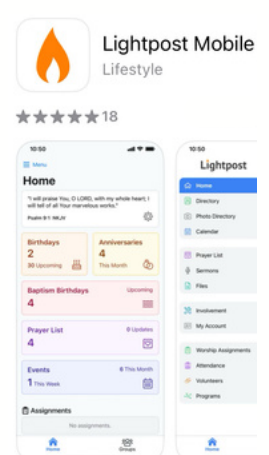 Lightpost Mobile
Lifestyle
18
10:50
Menu
Home
"I will praise You, O LORD, with my whole heart; I
will tell of all Your marvelous works."
Psalm 9:1 NKJV
Birthdays
2
30 Upcoming
Anniversaries
4
This Month
Baptism Birthdays
Upcoming
4
Prayer List
0 Updates
4
Events
6 This Month
1 This Week
Assignments
No assignments.
Home
Groups
10:50
Lightpost
Home
Directory
Photo Directory
Calendar
Prayer List
Sermons
Files
Involvement
My Account
Worship Assignments
Attendance
Volunteers
Programs
Home